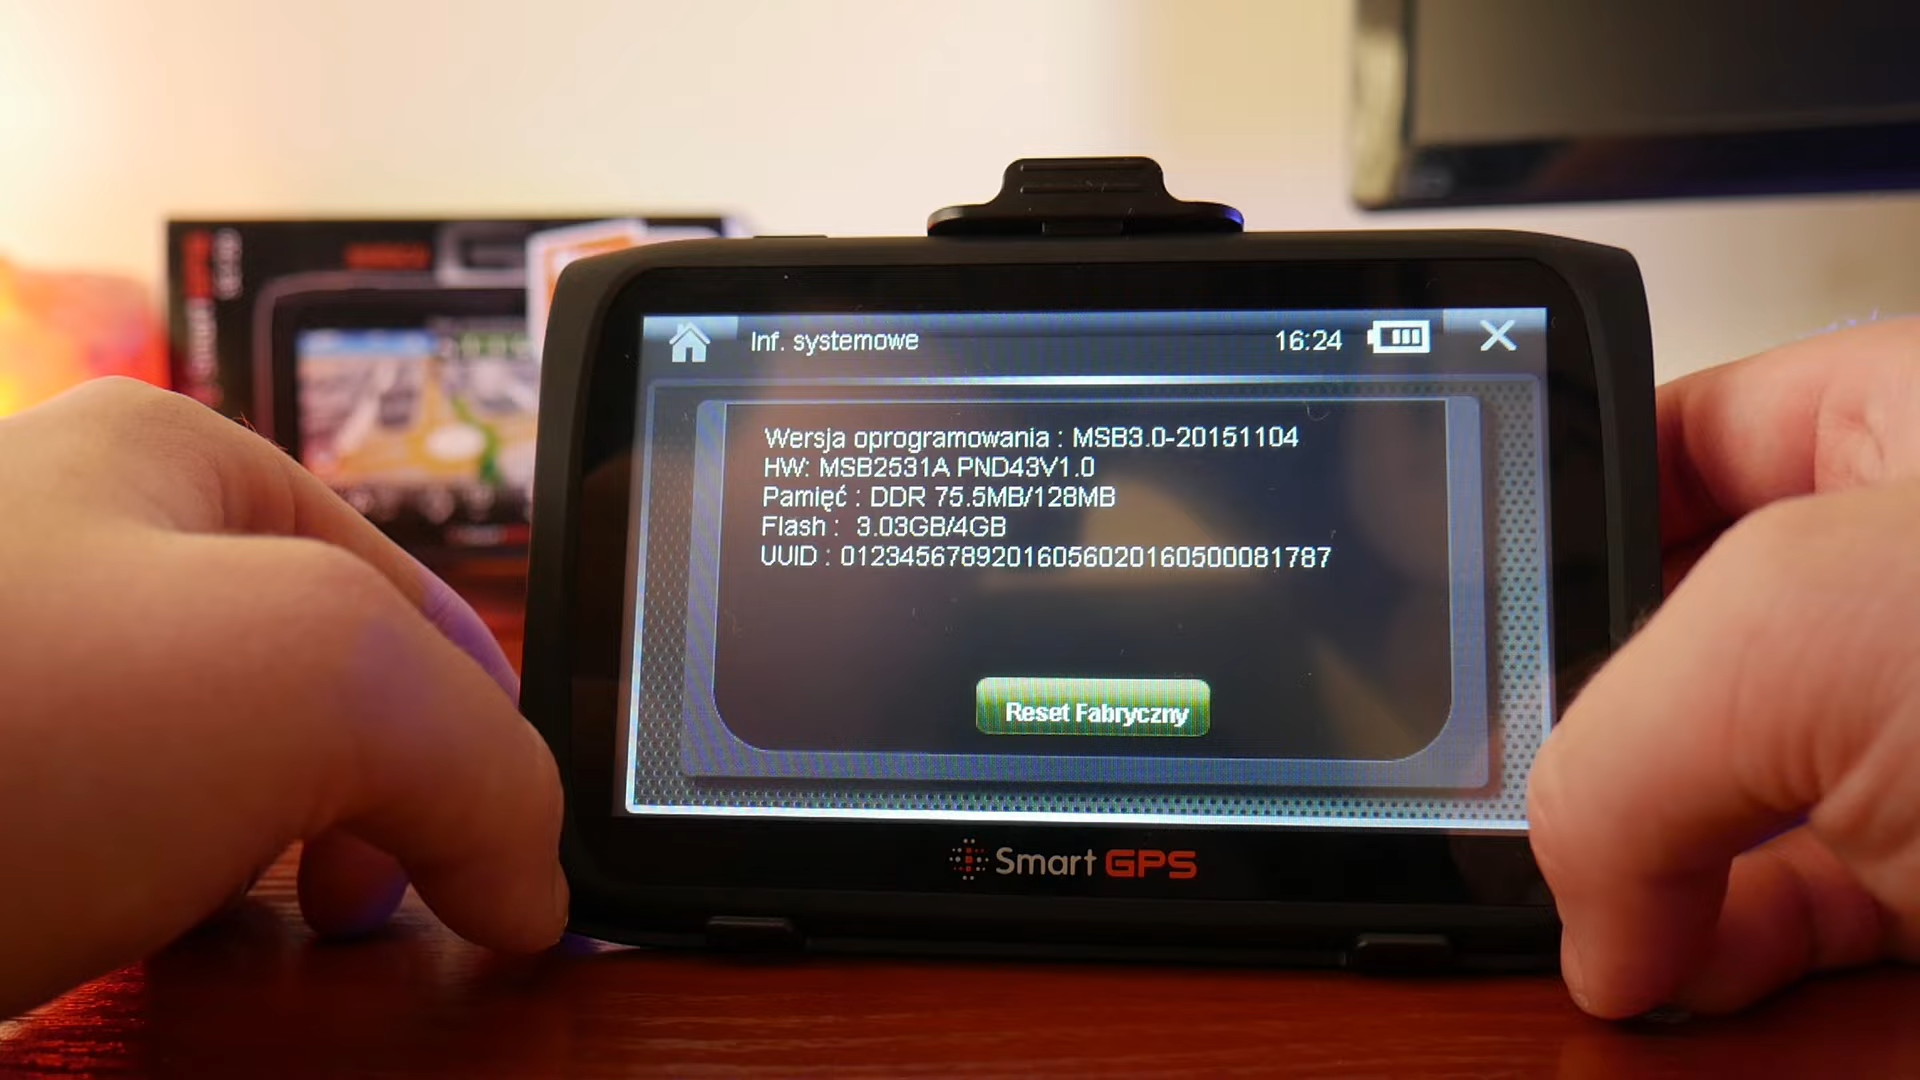 Inf. systemowe 16:24
Wersja oprogramowania : MSB3.0-20151104
HW: MSB2531A PND43V1.0
Pamięć : DDR 75.5MB/128MB
Flash : 3.03GB/4GB
UUID : 01234567892016056020160500081787
Reset Fabryczny
Smart GPS